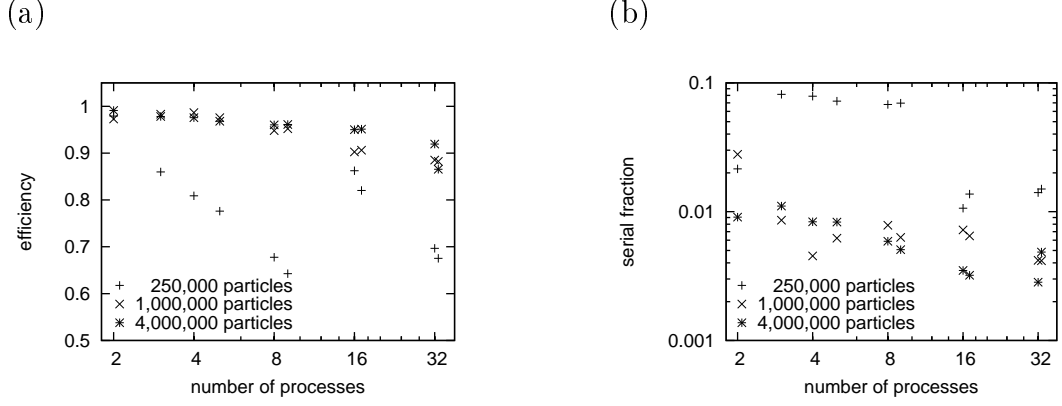 (a)
1
0.9
0.8
0.7
0.6
0.5
efficiency
250,000 particles
1,000,000 particles
4,000,000 particles
2 4 8 16 32
number of processes
(b)
0.1
0.01
0.001
serial fraction
250,000 particles
1,000,000 particles
4,000,000 particles
2 4 8 16 32
number of processes